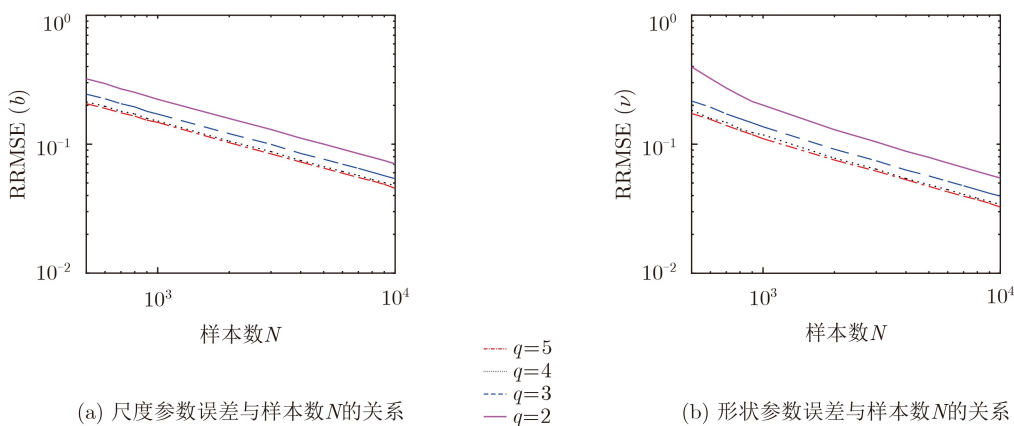 10^0
10^-1
10^-2
RRMSE (b)
10^3
10^4
样本数N
(a) 尺度参数误差与样本数N的关系
q=5
q=4
q=3
q=2
10^0
10^-1
10^-2
RRMSE (ν)
10^3
10^4
样本数N
(b) 形状参数误差与样本数N的关系